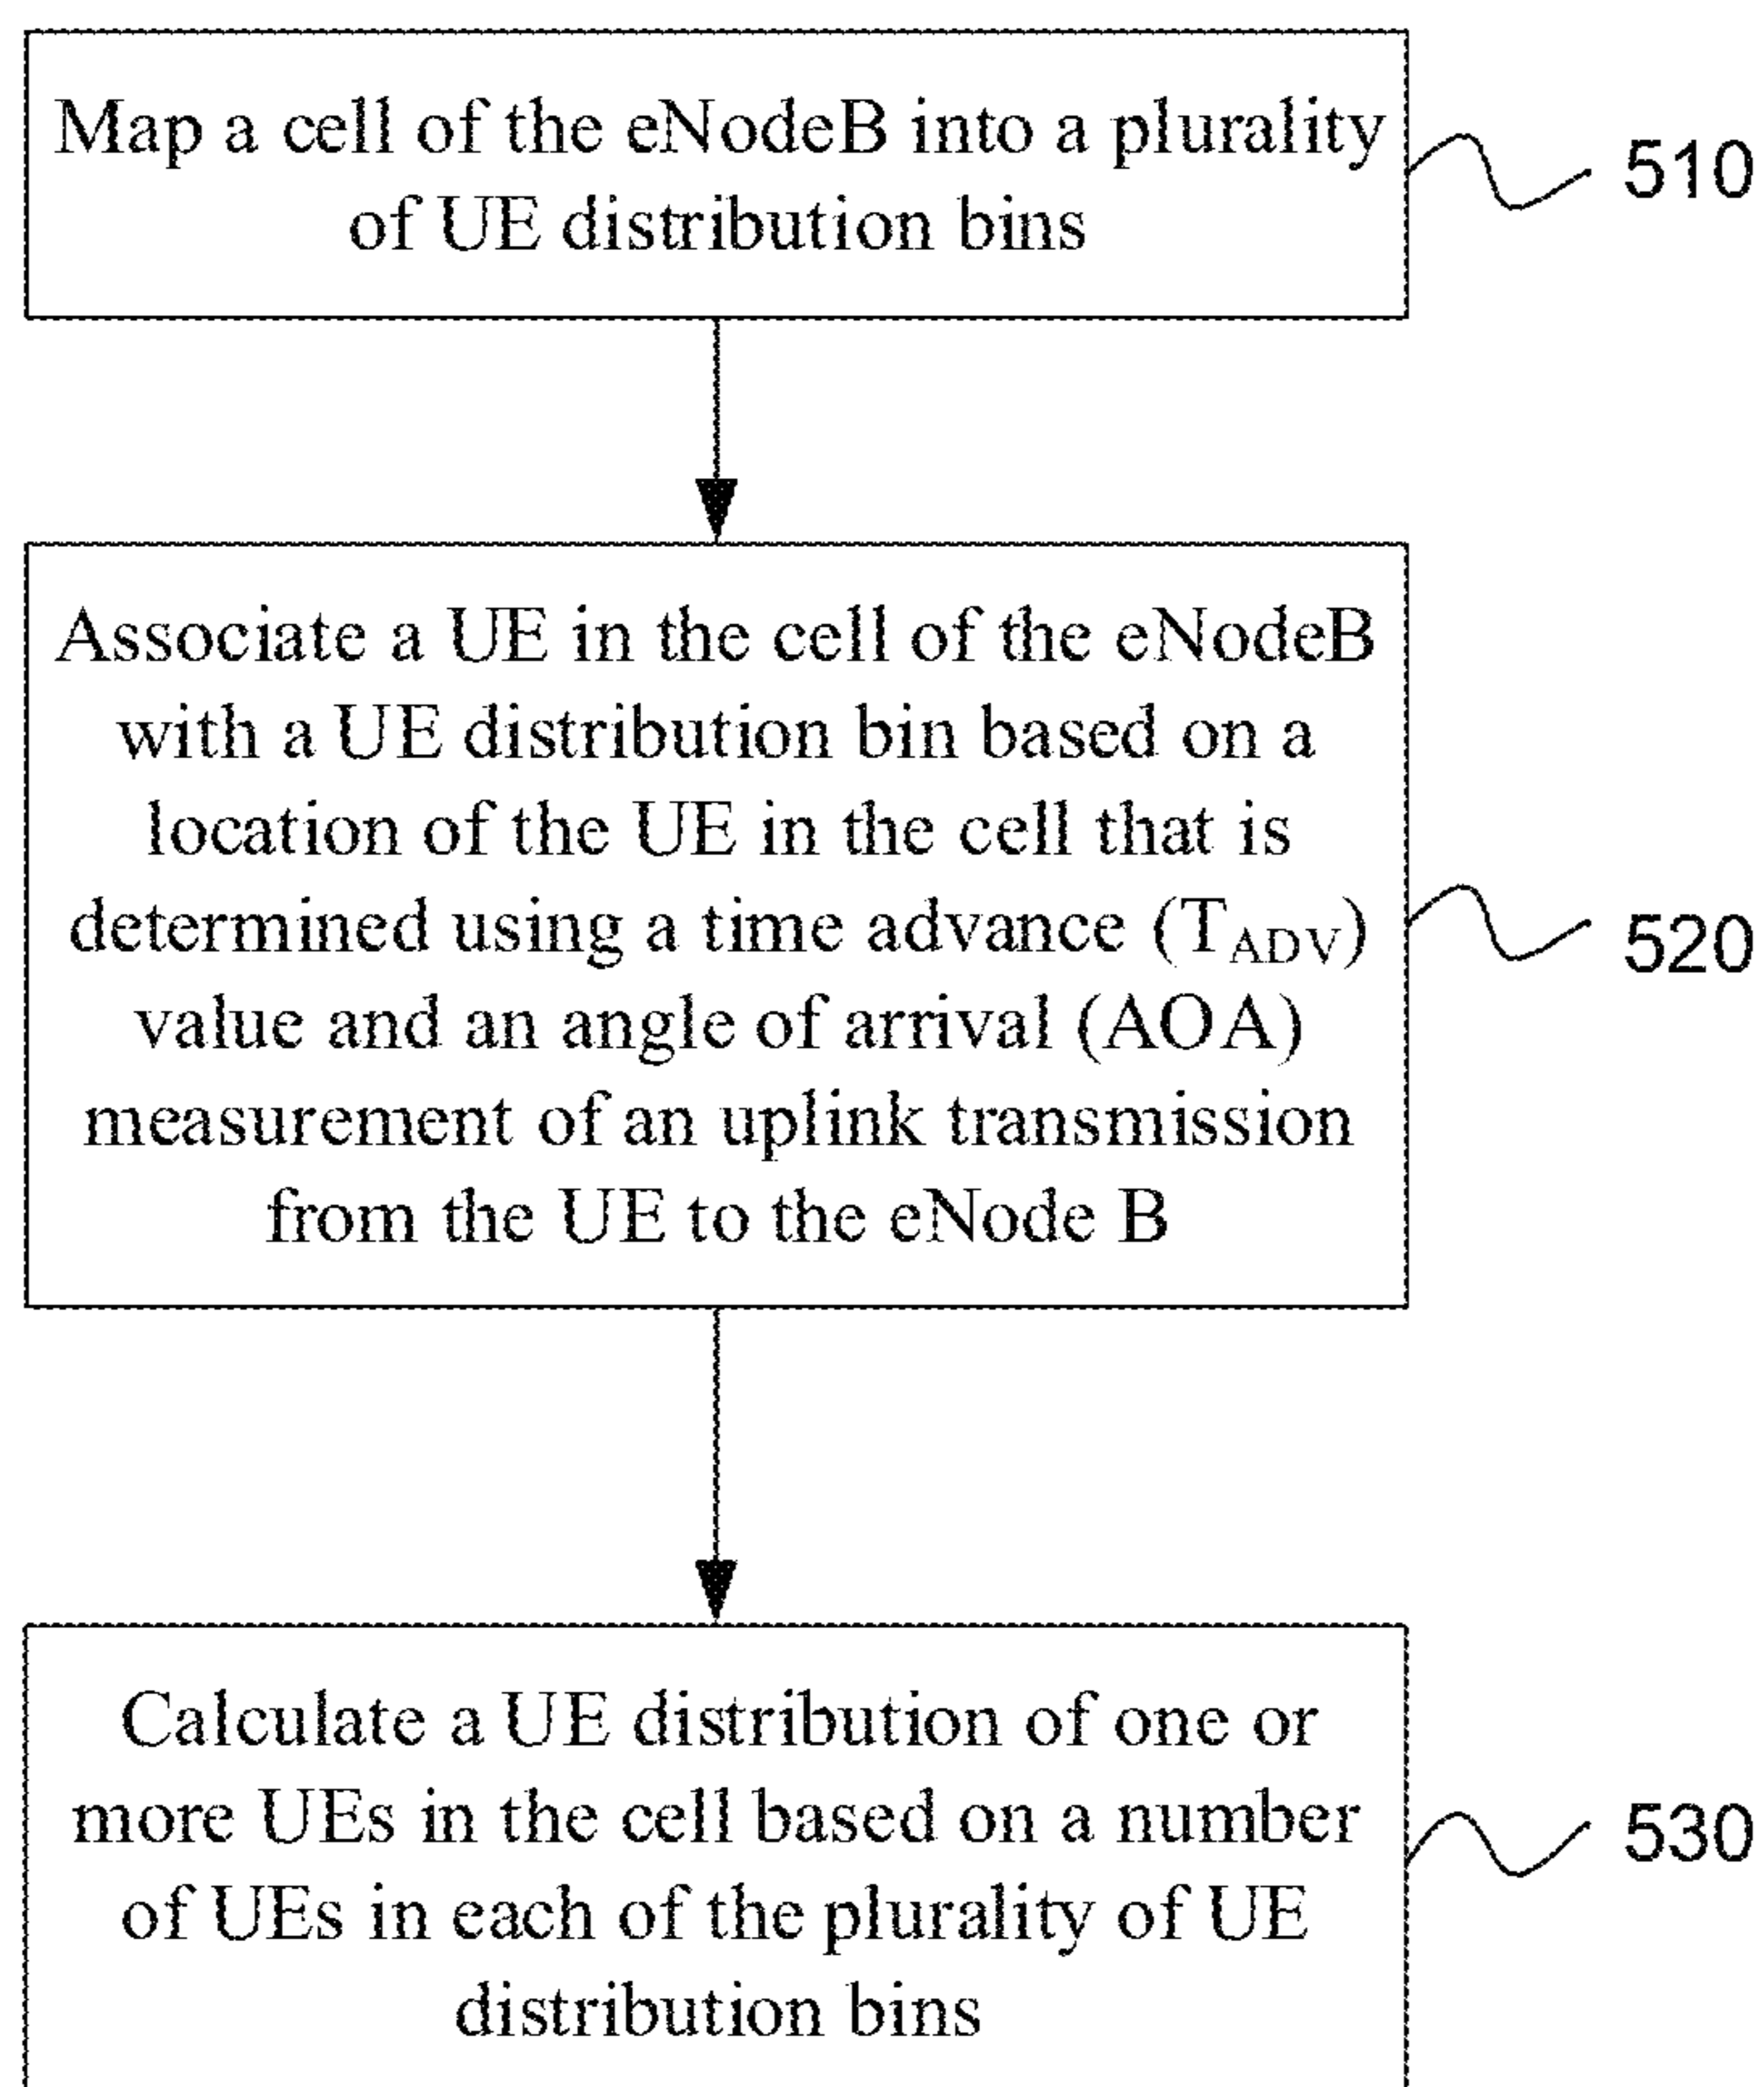 Map a cell of the eNodeB into a plurality
of UE distribution bins
510
Associate a UE in the cell of the eNodeB
with a UE distribution bin based on a
location of the UE in the cell that is
determined using a time advance (T_ADV)
value and an angle of arrival (AOA)
measurement of an uplink transmission
from the UE to the eNode B
520
Calculate a UE distribution of one or
more UEs in the cell based on a number
of UEs in each of the plurality of UE
distribution bins
530